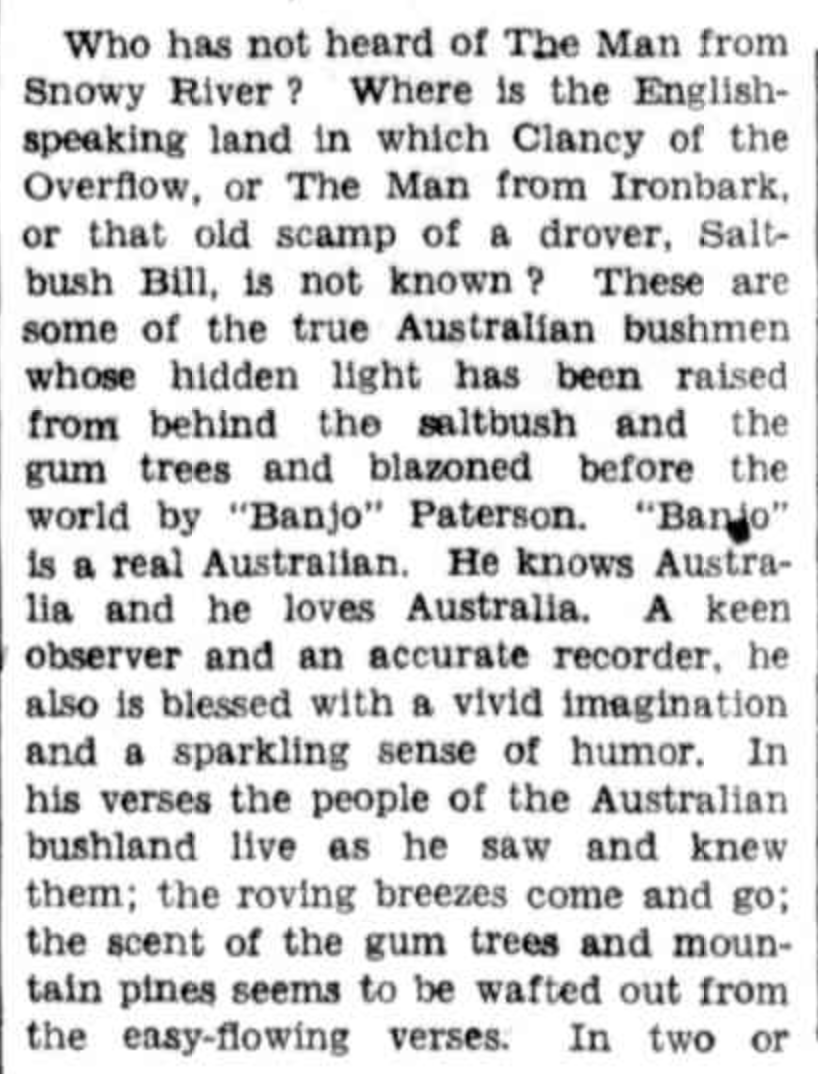 Who has not heard of The Man from
Snowy River? Where is the English-
speaking land in which Clancy of the
Overflow, or The Man from Ironbark,
or that old scamp of a drover, Salt-
bush Bill, is not known? These are
some of the true Australian bushmen
whose hidden light has been raised
from behind the saltbush and the
gum trees and blazoned before the
world by "Banjo" Paterson. "Banjo"
is a real Australian. He knows Austra-
lia and he loves Australia. A keen
observer and an accurate recorder, he
also is blessed with a vivid imagination
and a sparkling sense of humor. In
his verses the people of the Australian
bushland live as he saw and knew
them; the roving breezes come and go;
the scent of the gum trees and moun-
tain pines seems to be wafted out from
the easy-flowing verses. In two or